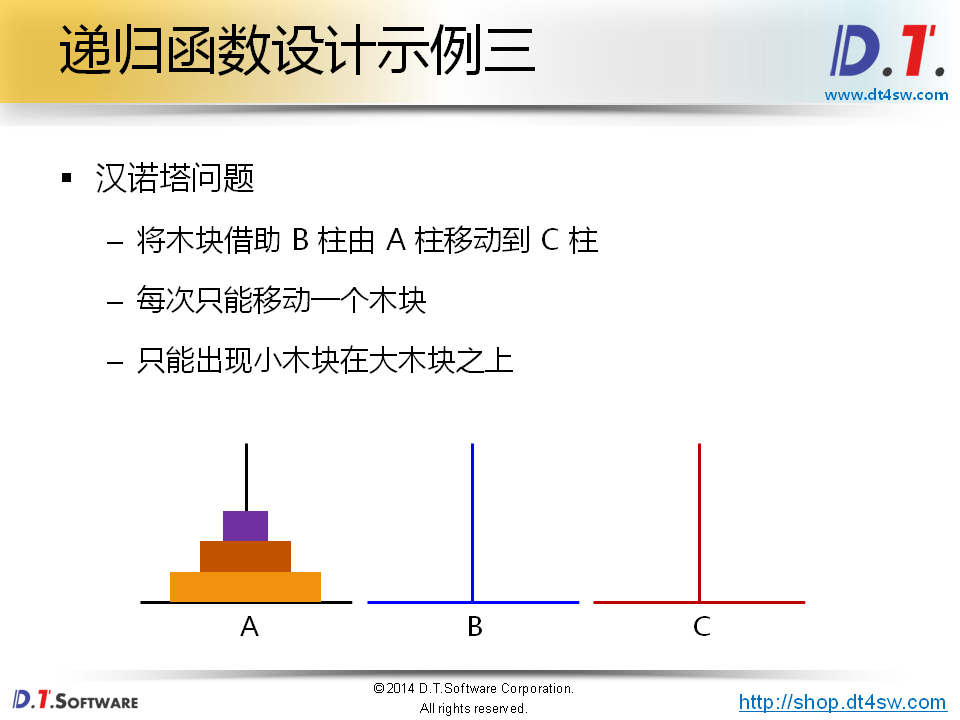 递归函数设计示例三
D.T.
www.dt4sw.com
▪ 汉诺塔问题
– 将木块借助 B 柱由 A 柱移动到 C 柱
– 每次只能移动一个木块
– 只能出现小木块在大木块之上
A B C
D.T.SOFTWARE
©2014 D.T.Software Corporation.
All rights reserved.
http://shop.dt4sw.com